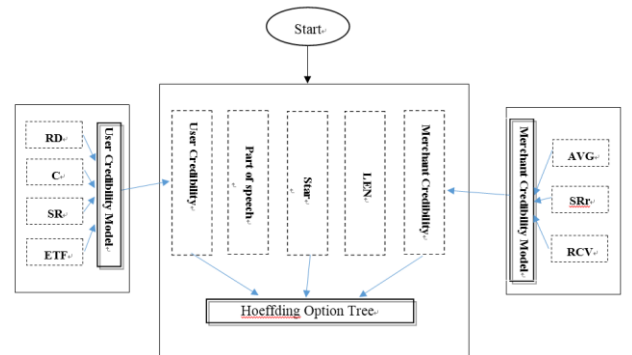 Start
RD
C
SR
ETF
User Credibility Model
User Credibility
Part of speech
Star
LEN
Merchant Credibility
Merchant Credibility Model
AVG
SRr
RCV
Hoeffding Option Tree